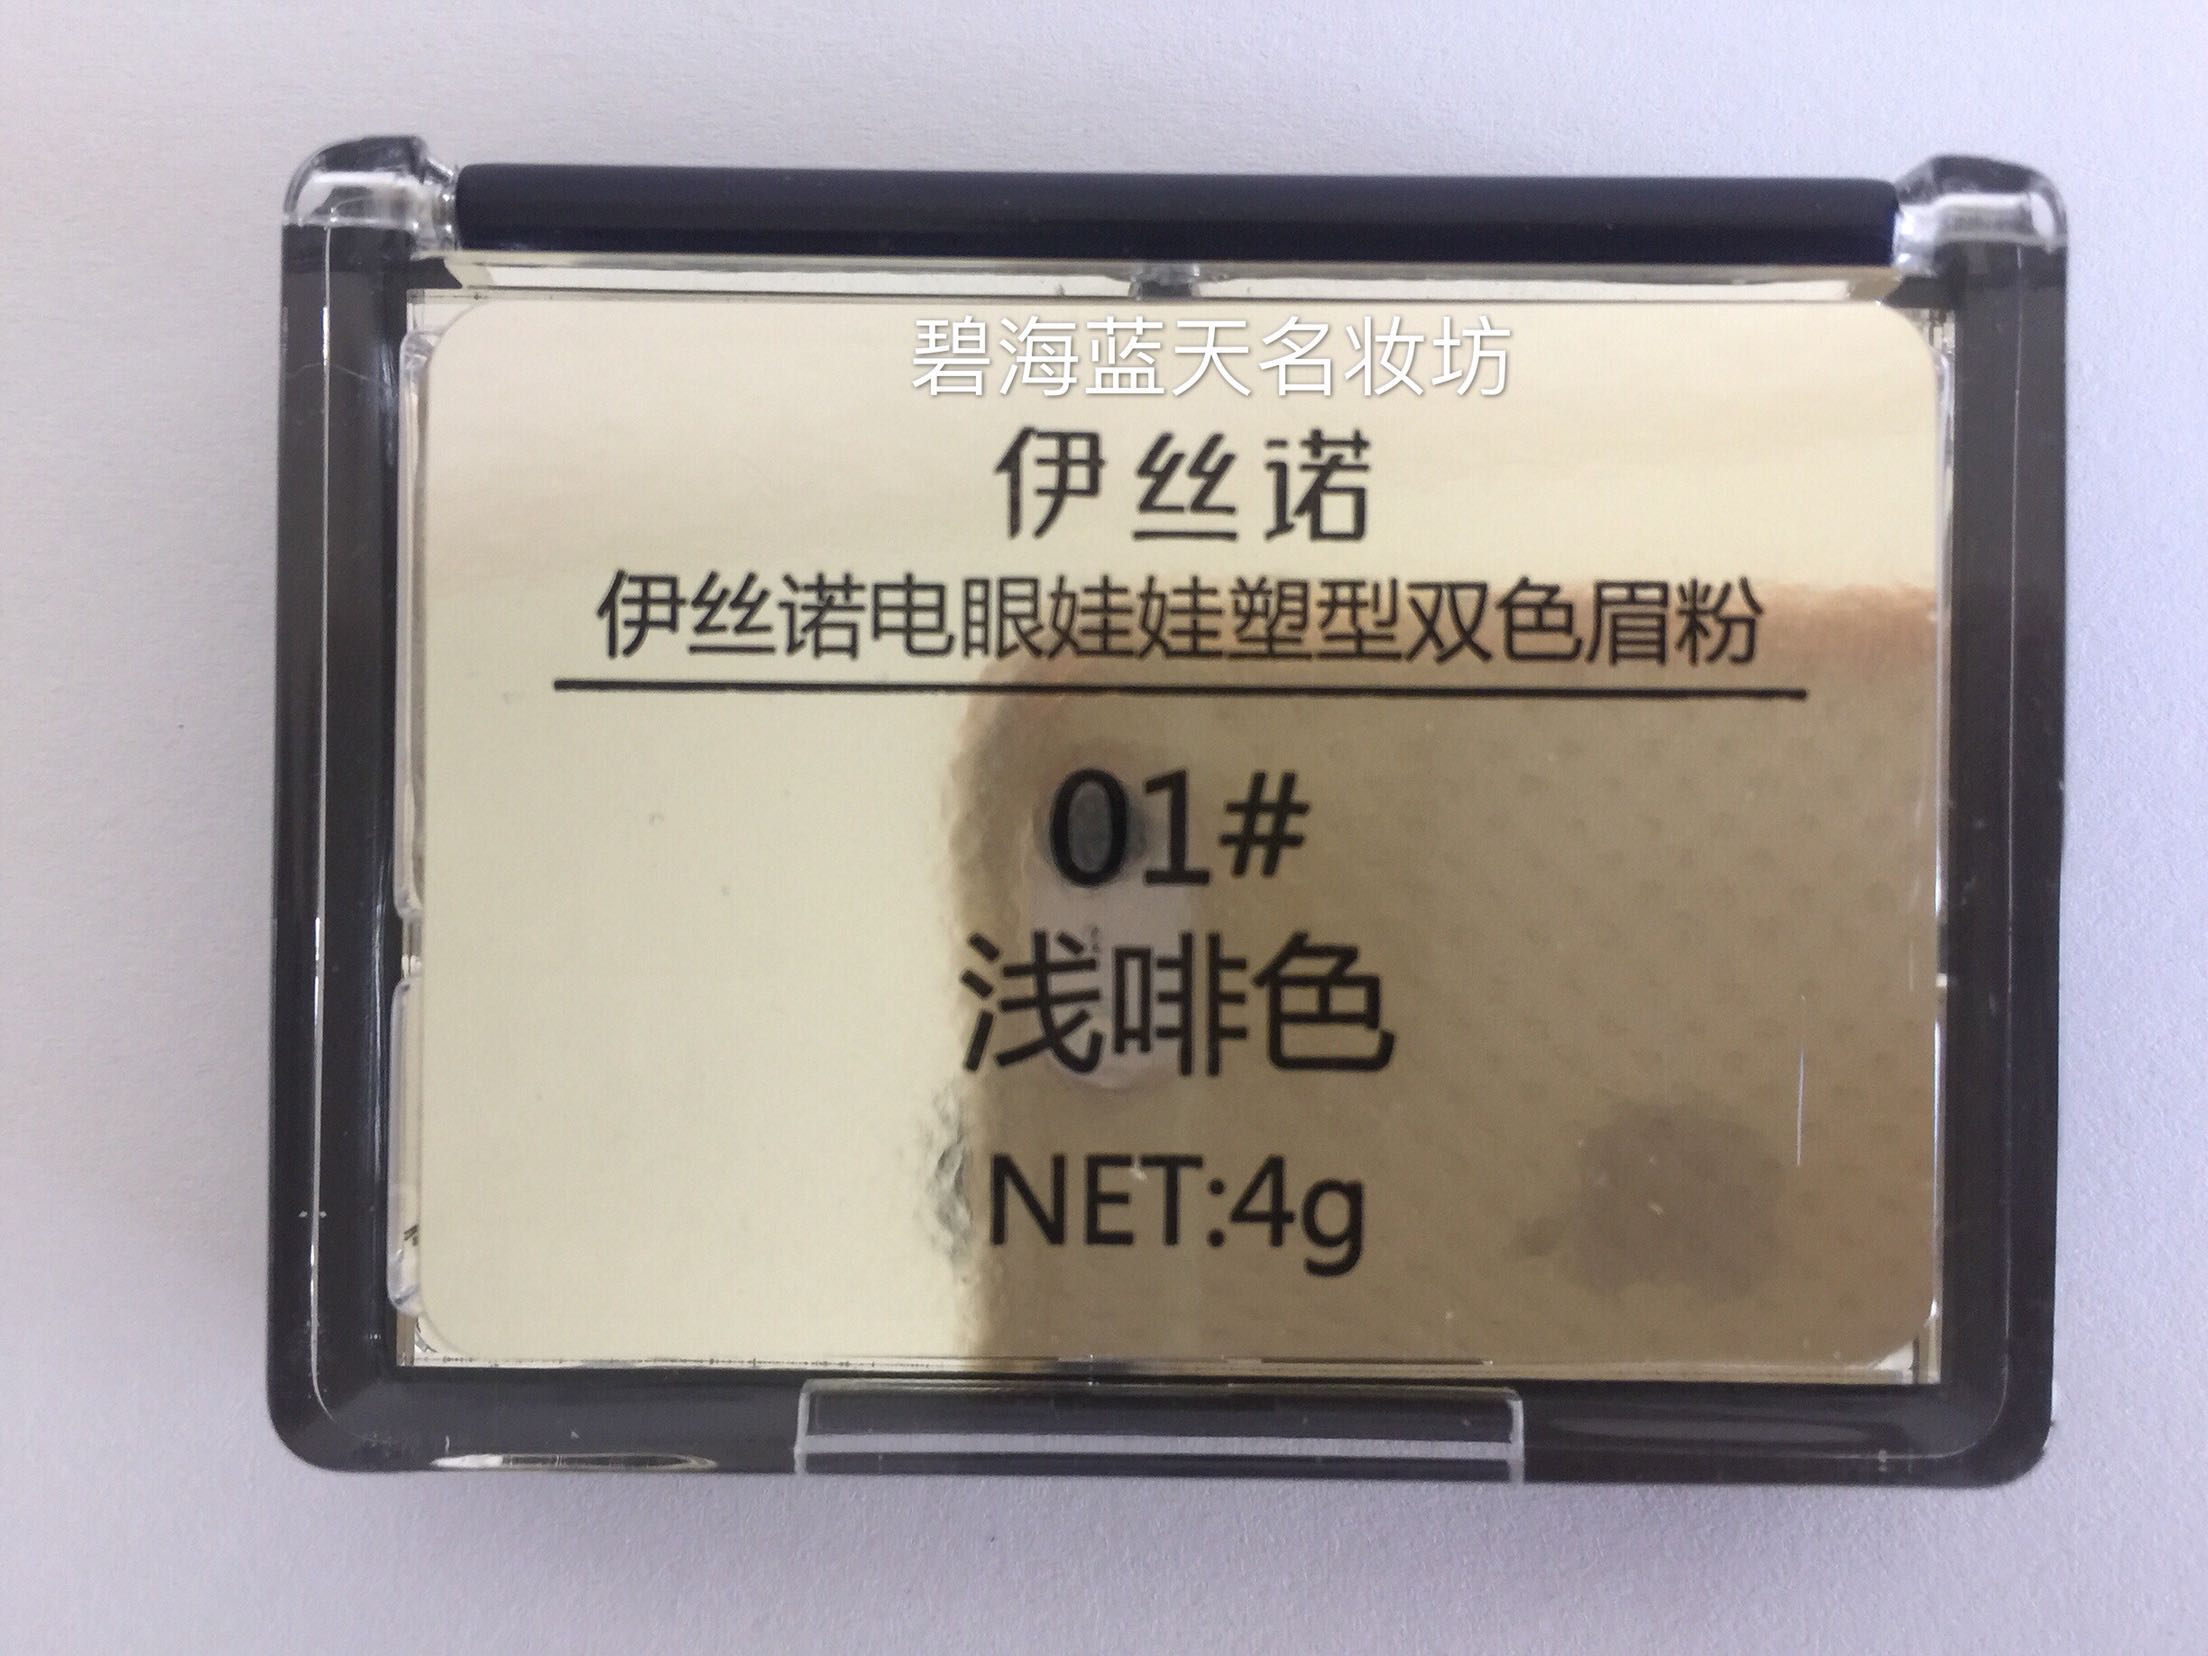 碧海蓝天名妆坊
伊丝诺
伊丝诺电眼娃娃塑型双色眉粉
01#
浅啡色
NET:4g